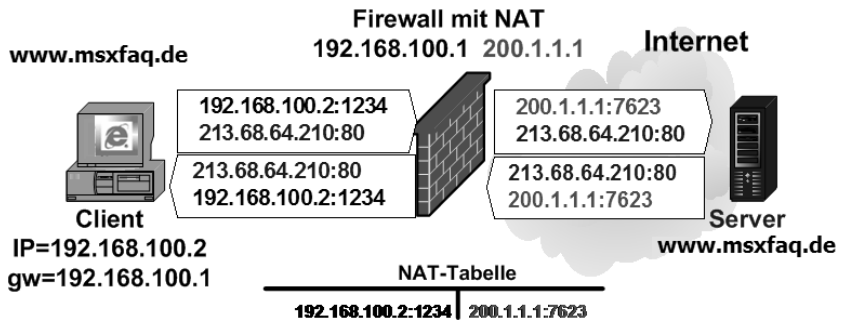 Firewall mit NAT
192.168.100.1 200.1.1.1
Internet
www.msxfaq.de
192.168.100.2:1234
213.68.64.210:80
200.1.1.1:7623
213.68.64.210:80
213.68.64.210:80
192.168.100.2:1234
213.68.64.210:80
200.1.1.1:7623
Client
IP=192.168.100.2
gw=192.168.100.1
Server
www.msxfaq.de
NAT-Tabelle
192.168.100.2:1234 200.1.1.1:7623